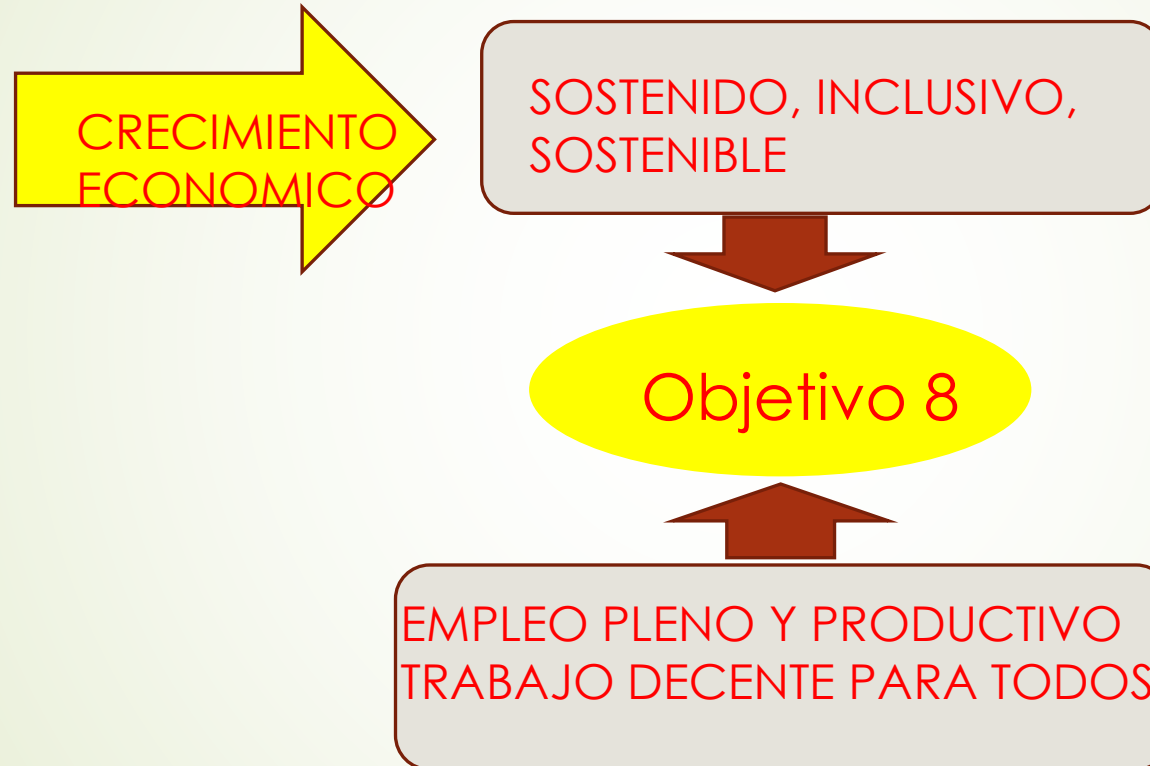 CRECIMIENTO
ECONOMICO
SOSTENIDO, INCLUSIVO,
SOSTENIBLE
Objetivo 8
EMPLEO PLENO Y PRODUCTIVO
TRABAJO DECENTE PARA TODOS